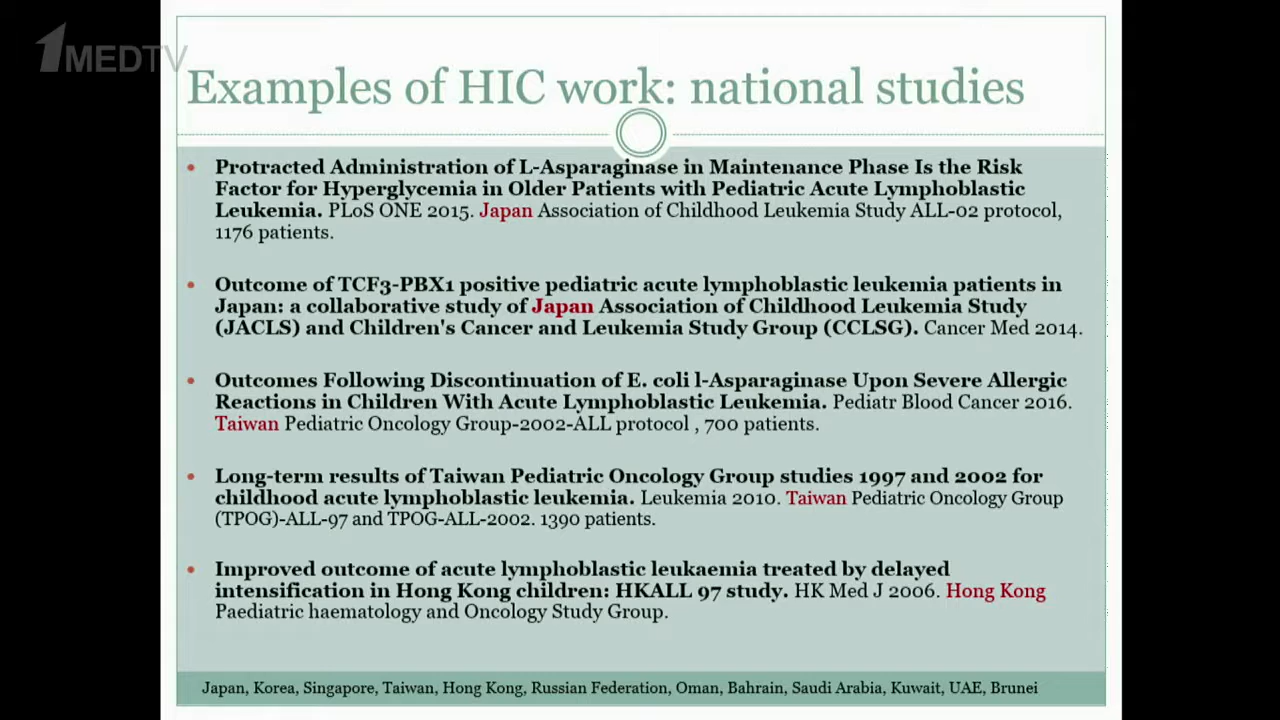 1MEDTV
Examples of HIC work: national studies
• Protracted Administration of L-Asparaginase in Maintenance Phase Is the Risk
Factor for Hyperglycemia in Older Patients with Pediatric Acute Lymphoblastic
Leukemia. PLoS ONE 2015. Japan Association of Childhood Leukemia Study ALL-02 protocol,
1176 patients.
• Outcome of TCF3-PBX1 positive pediatric acute lymphoblastic leukemia patients in
Japan: a collaborative study of Japan Association of Childhood Leukemia Study
(JACLS) and Children's Cancer and Leukemia Study Group (CCLSG). Cancer Med 2014.
• Outcomes Following Discontinuation of E. coli l-Asparaginase Upon Severe Allergic
Reactions in Children With Acute Lymphoblastic Leukemia. Pediatr Blood Cancer 2016.
Taiwan Pediatric Oncology Group-2002-ALL protocol , 700 patients.
• Long-term results of Taiwan Pediatric Oncology Group studies 1997 and 2002 for
childhood acute lymphoblastic leukemia. Leukemia 2010. Taiwan Pediatric Oncology Group
(TPOG)-ALL-97 and TPOG-ALL-2002. 1390 patients.
• Improved outcome of acute lymphoblastic leukaemia treated by delayed
intensification in Hong Kong children: HKALL 97 study. HK Med J 2006. Hong Kong
Paediatric haematology and Oncology Study Group.
Japan, Korea, Singapore, Taiwan, Hong Kong, Russian Federation, Oman, Bahrain, Saudi Arabia, Kuwait, UAE, Brunei